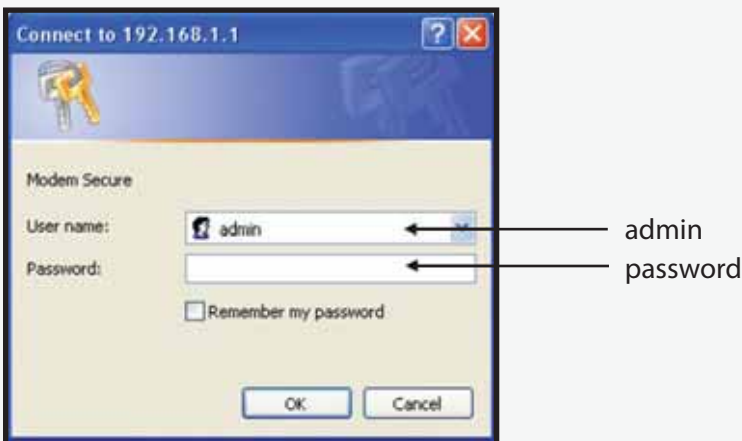 Connect to 192.168.1.1
Modem Secure
User name:
admin
admin
Password:
password
Remember my password
OK
Cancel